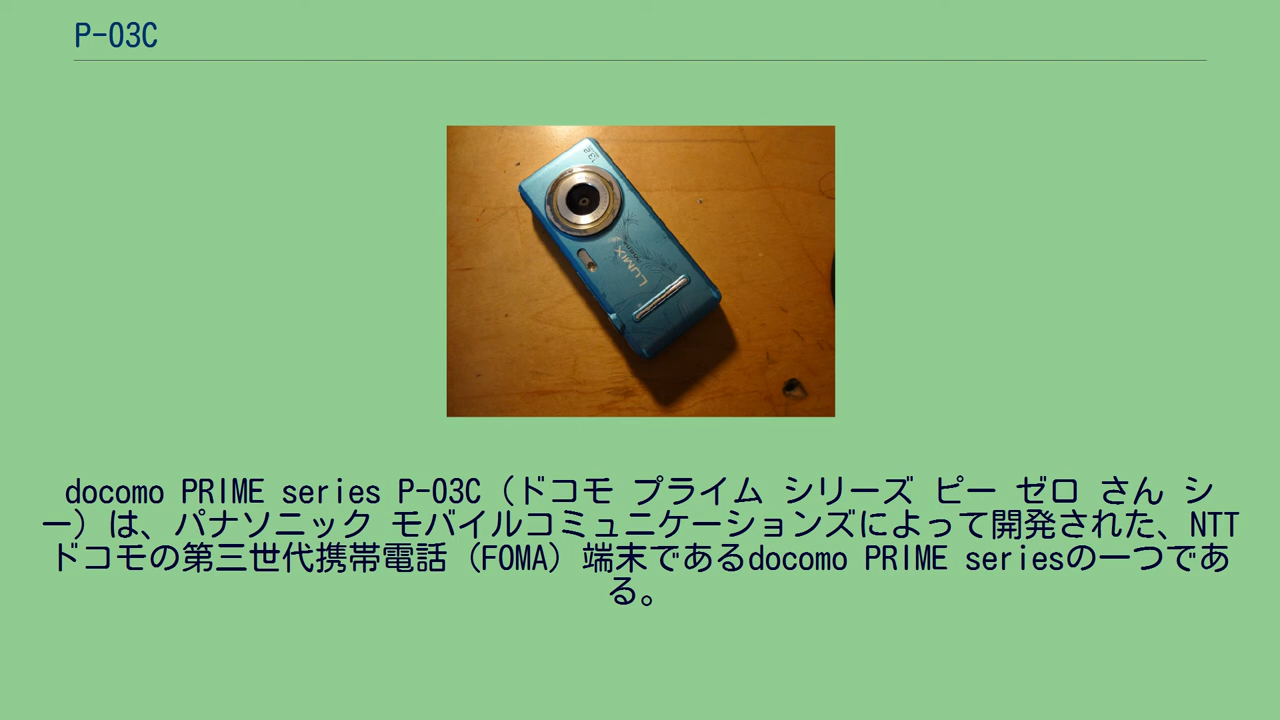 P-03C
LUMIX
docomo PRIME series P-03C（ドコモ プライム シリーズ ピー ゼロ さん シ
ー）は、パナソニック モバイルコミュニケーションズによって開発された、NTT
ドコモの第三世代携帯電話（FOMA）端末であるdocomo PRIME seriesの一つであ
る。